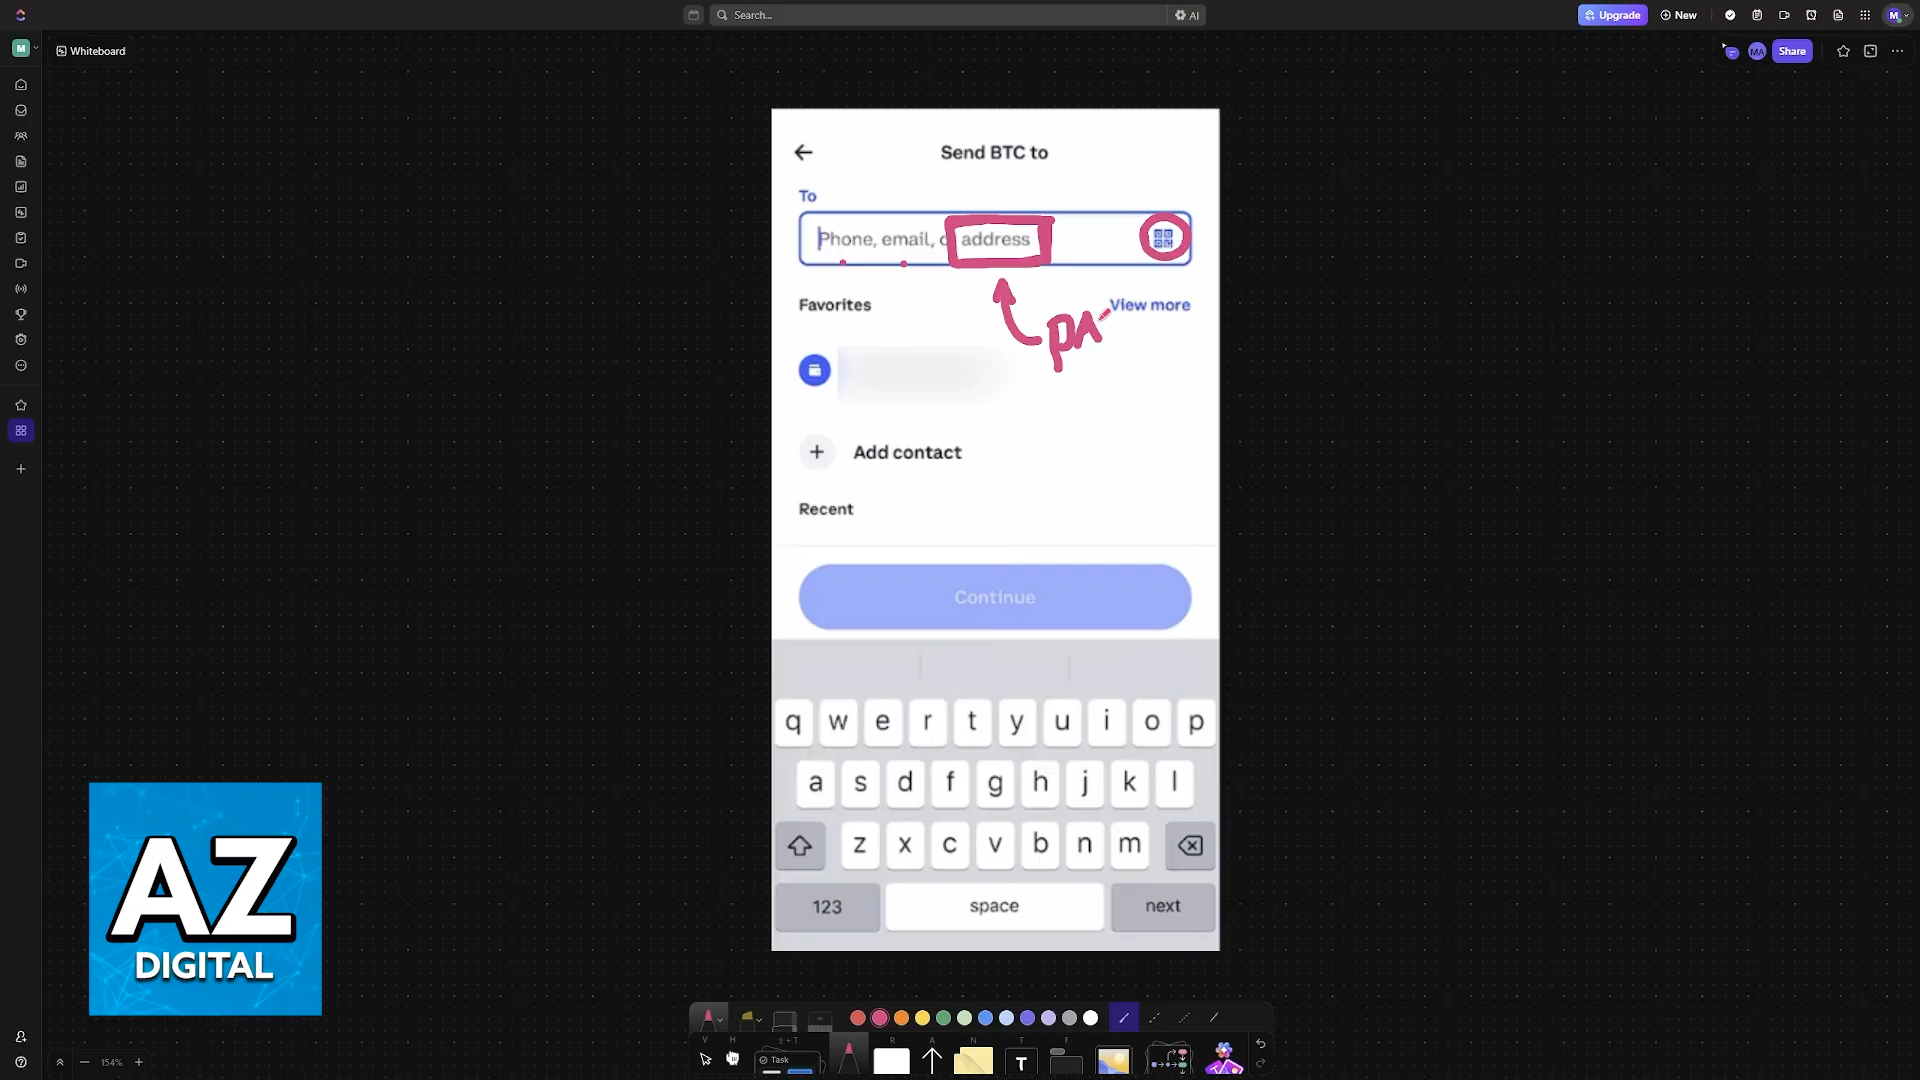 Search...
AI
Upgrade
New
M
M
Whiteboard
MA
Share
Send BTC to
To
Phone, email, address
Favorites
View more
PA
Add contact
Recent
Continue
q w e r t y u i o p
a s d f g h j k l
z x c v b n m
123 space next
AZ
DIGITAL
V H ⇧+T R A N T F
Task
T
154%